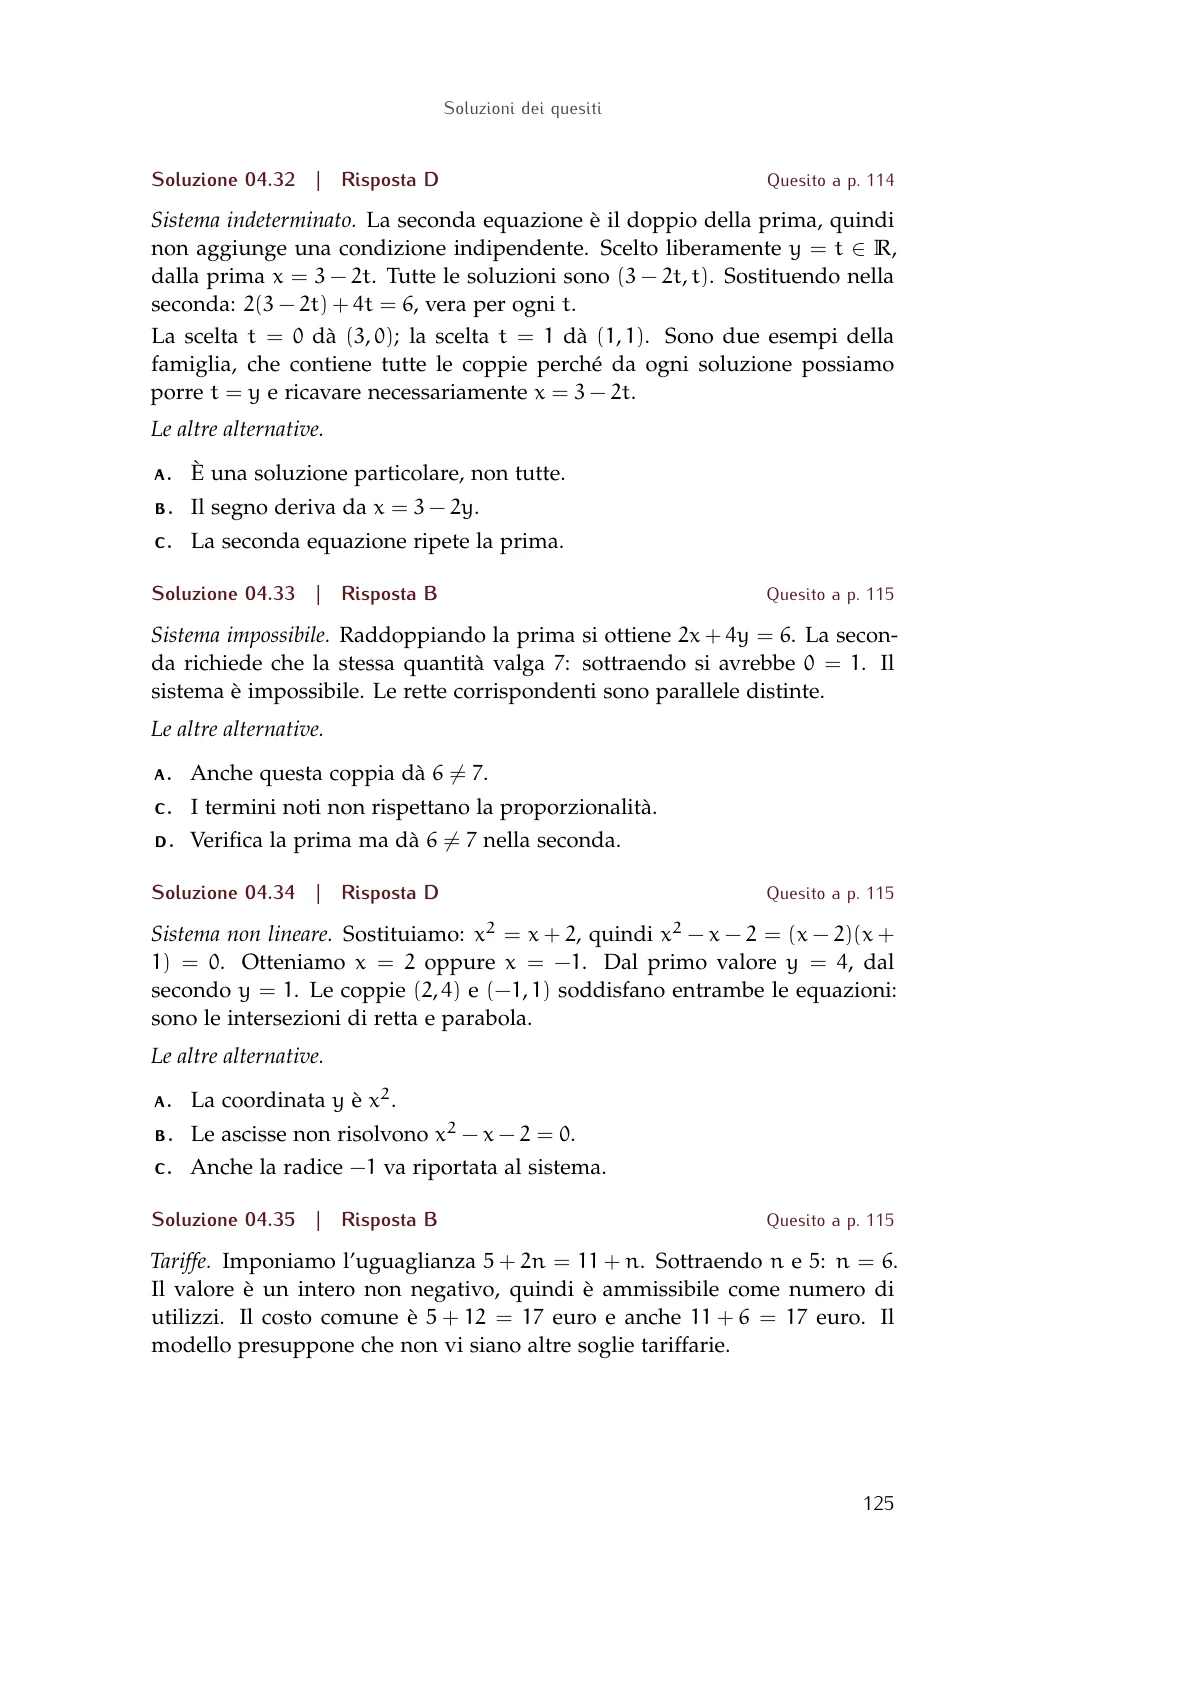 Soluzioni dei quesiti
Soluzione 04.32 | Risposta D Quesito a p. 114
Sistema indeterminato. La seconda equazione è il doppio della prima, quindi
non aggiunge una condizione indipendente. Scelto liberamente y = t ∈ ℝ,
dalla prima x = 3 − 2t. Tutte le soluzioni sono (3 − 2t, t). Sostituendo nella
seconda: 2(3 − 2t) + 4t = 6, vera per ogni t.
La scelta t = 0 dà (3, 0); la scelta t = 1 dà (1, 1). Sono due esempi della
famiglia, che contiene tutte le coppie perché da ogni soluzione possiamo
porre t = y e ricavare necessariamente x = 3 − 2t.
Le altre alternative.
A. È una soluzione particolare, non tutte.
B. Il segno deriva da x = 3 − 2y.
C. La seconda equazione ripete la prima.
Soluzione 04.33 | Risposta B Quesito a p. 115
Sistema impossibile. Raddoppiando la prima si ottiene 2x + 4y = 6. La secon-
da richiede che la stessa quantità valga 7: sottraendo si avrebbe 0 = 1. Il
sistema è impossibile. Le rette corrispondenti sono parallele distinte.
Le altre alternative.
A. Anche questa coppia dà 6 ≠ 7.
C. I termini noti non rispettano la proporzionalità.
D. Verifica la prima ma dà 6 ≠ 7 nella seconda.
Soluzione 04.34 | Risposta D Quesito a p. 115
Sistema non lineare. Sostituiamo: x² = x + 2, quindi x² − x − 2 = (x − 2)(x +
1) = 0. Otteniamo x = 2 oppure x = −1. Dal primo valore y = 4, dal
secondo y = 1. Le coppie (2, 4) e (−1, 1) soddisfano entrambe le equazioni:
sono le intersezioni di retta e parabola.
Le altre alternative.
A. La coordinata y è x².
B. Le ascisse non risolvono x² − x − 2 = 0.
C. Anche la radice −1 va riportata al sistema.
Soluzione 04.35 | Risposta B Quesito a p. 115
Tariffe. Imponiamo l'uguaglianza 5 + 2n = 11 + n. Sottraendo n e 5: n = 6.
Il valore è un intero non negativo, quindi è ammissibile come numero di
utilizzi. Il costo comune è 5 + 12 = 17 euro e anche 11 + 6 = 17 euro. Il
modello presuppone che non vi siano altre soglie tariffarie.
125